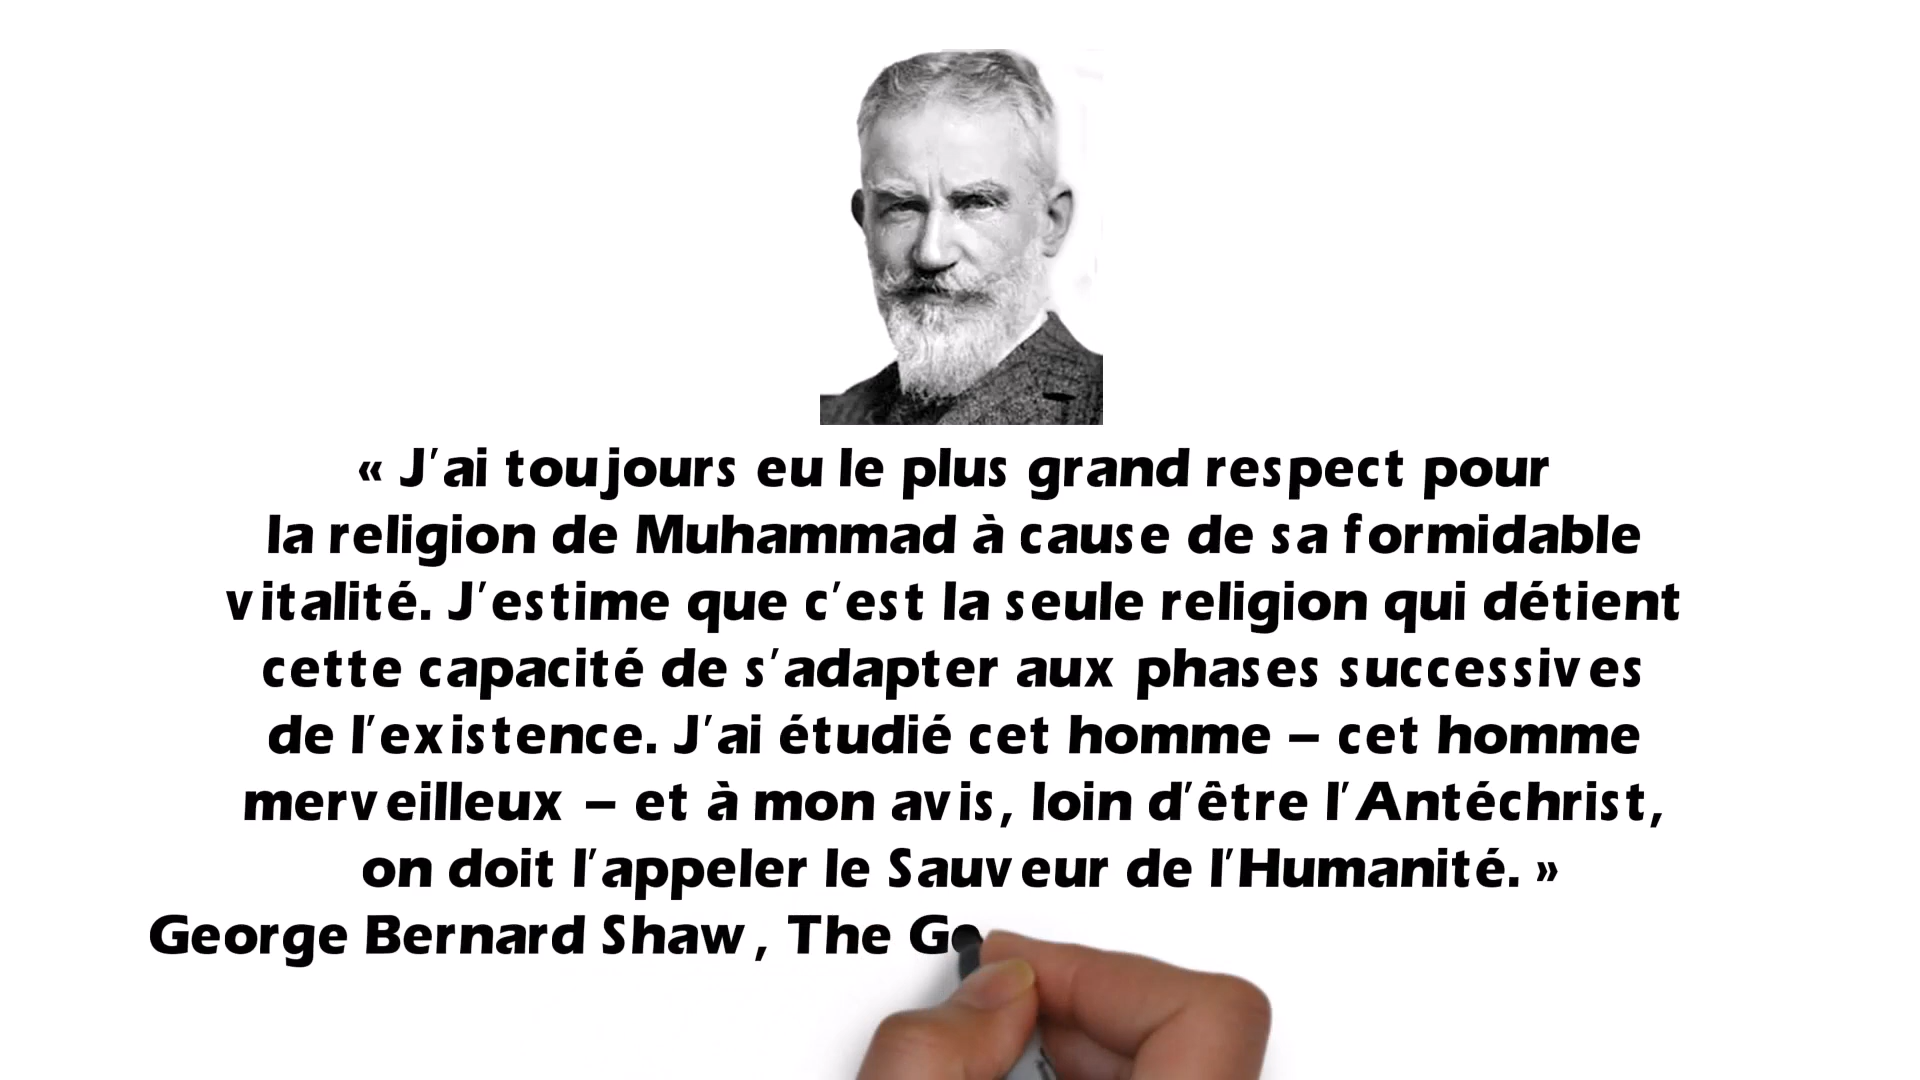 « J’ai toujours eu le plus grand respect pour
la religion de Muhammad à cause de sa formidable
vitalité. J’estime que c’est la seule religion qui détient
cette capacité de s’adapter aux phases successives
de l’existence. J’ai étudié cet homme – cet homme
merveilleux – et à mon avis, loin d’être l’Antéchrist,
on doit l’appeler le Sauveur de l’Humanité. »
George Bernard Shaw, The